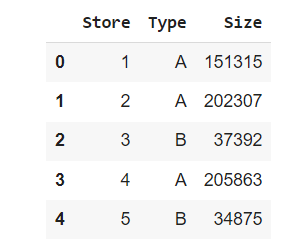 Store Type Size
0 1 A 151315
1 2 A 202307
2 3 B 37392
3 4 A 205863
4 5 B 34875